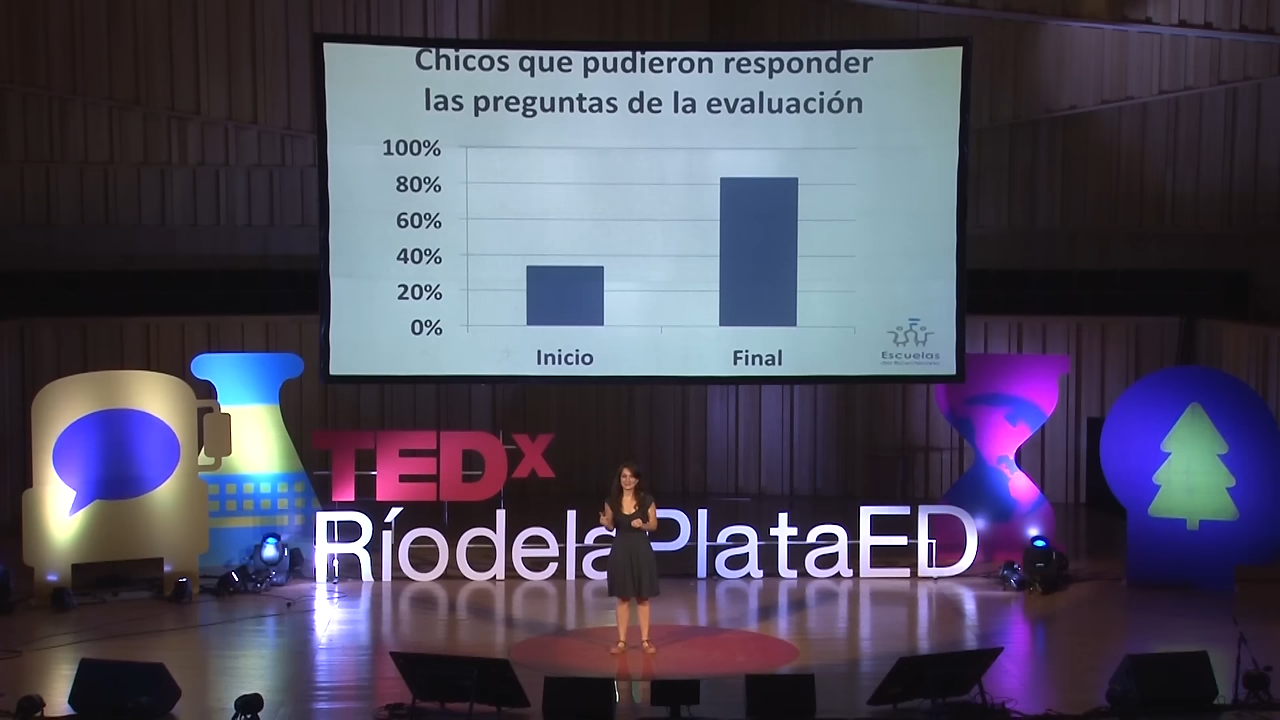 Chicos que pudieron responder
las preguntas de la evaluación
100%
80%
60%
40%
20%
0%
Inicio
Final
Escuelas
TEDx
RíodelaPlataED